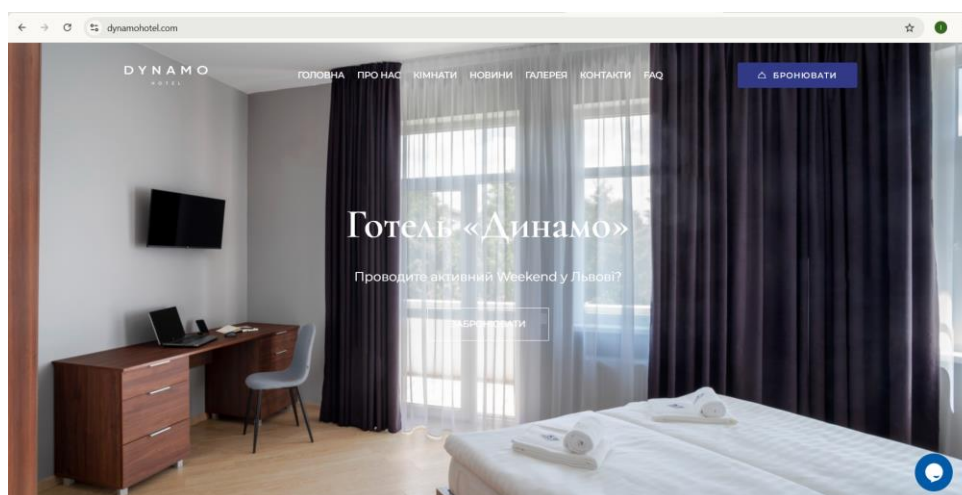 dynamohotel.com
DYNAMO
HOTEL
ГОЛОВНА ПРО НАС КІМНАТИ НОВИНИ ГАЛЕРЕЯ КОНТАКТИ FAQ
БРОНЮВАТИ
Готель «Динамо»
Проводите активний Weekend у Львові?
ЗАБРОНЮВАТИ